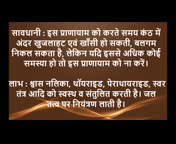 सावधानी : इस प्राणायाम को करते समय कंठ में
अंदर खुजलाहट एवं खाँसी हो सकती, बलगम
निकल सकता है, लेकिन यदि इससे अधिक कोई
समस्या हो तो इस प्राणायाम को ना करें।
लाभ : श्वास नलिका, थॉयराइड, पेराथायराइड, स्वर
तंत्र आदि को स्वस्थ व संतुलित करती है। जल
तत्व पर नियंत्रण लाती है।